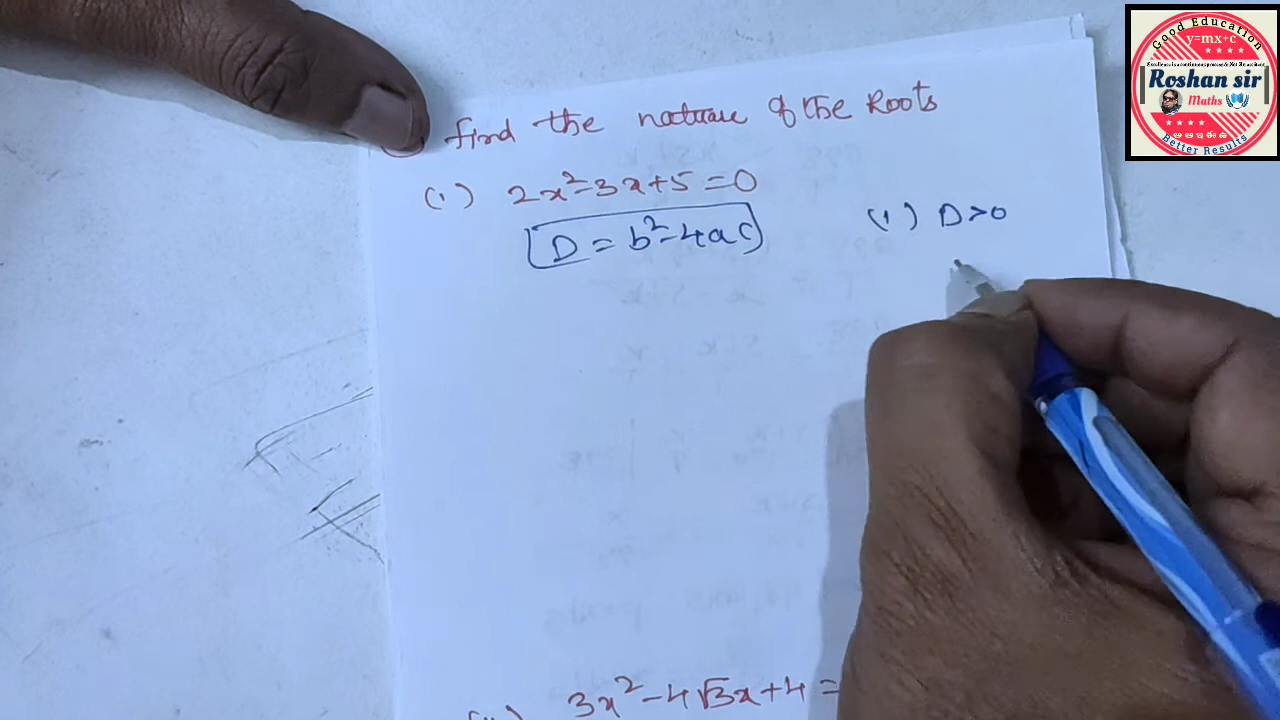 Good Education
y=mx+c
Roshan sir
Maths
Better Results
find the nature of the Roots
(i) 2x²-3x+5=0
D = b²-4ac
(i) D>0
3x²-4√3x+4=